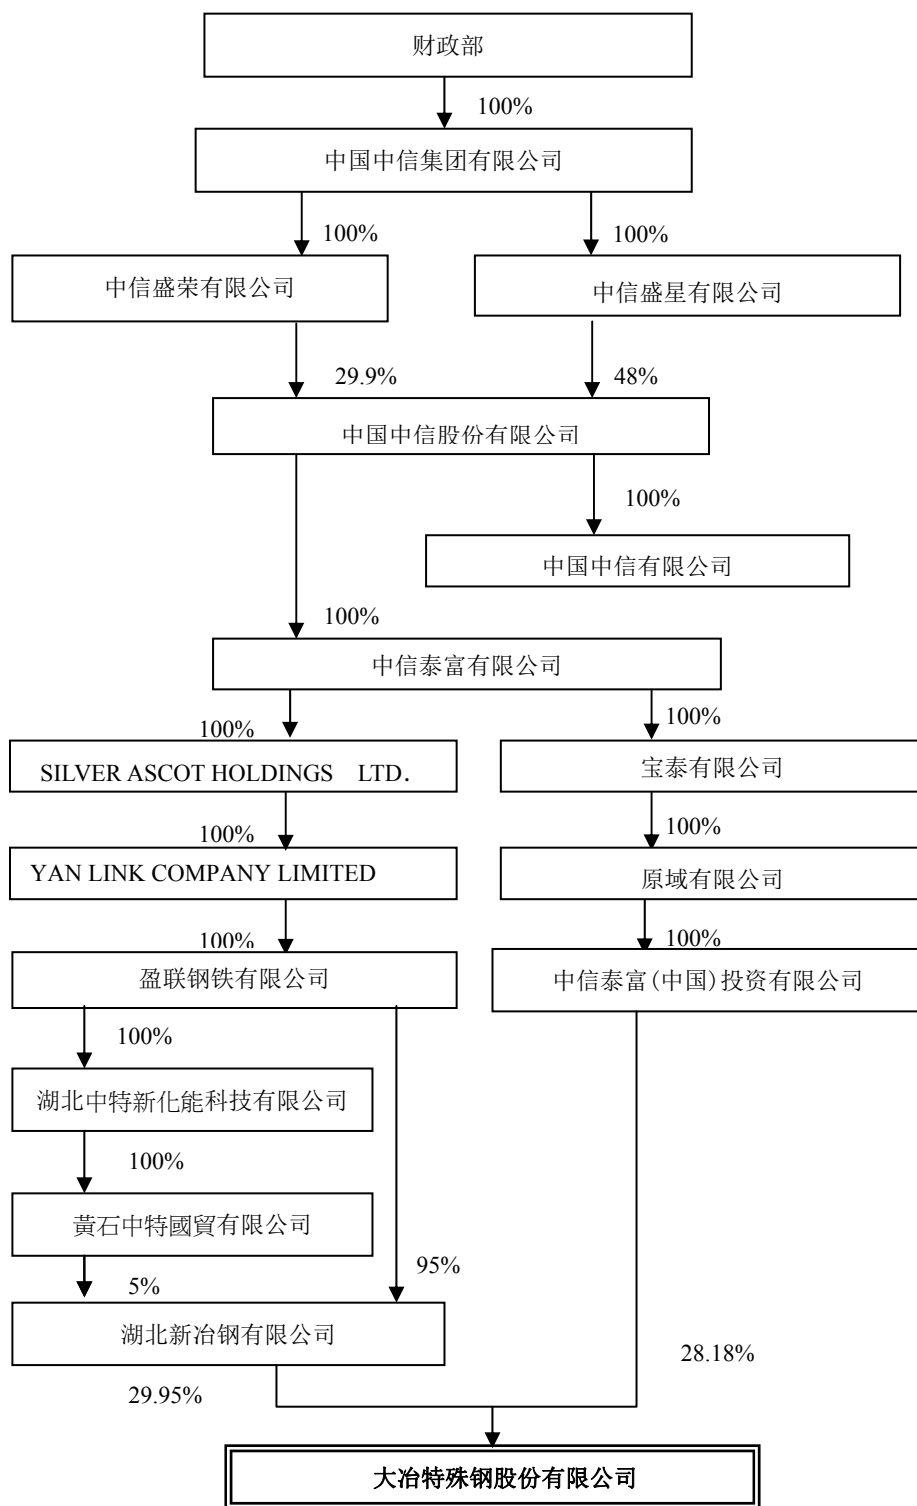 财政部
100%
中国中信集团有限公司
100%
100%
中信盛荣有限公司
中信盛星有限公司
29.9%
48%
中国中信股份有限公司
100%
中国中信有限公司
100%
中信泰富有限公司
100%
100%
SILVER ASCOT HOLDINGS LTD.
宝泰有限公司
100%
100%
YAN LINK COMPANY LIMITED
原域有限公司
100%
100%
盈联钢铁有限公司
中信泰富(中国)投资有限公司
100%
湖北中特新化能科技有限公司
100%
黃石中特國貿有限公司
95%
5%
湖北新冶钢有限公司
28.18%
29.95%
大冶特殊钢股份有限公司